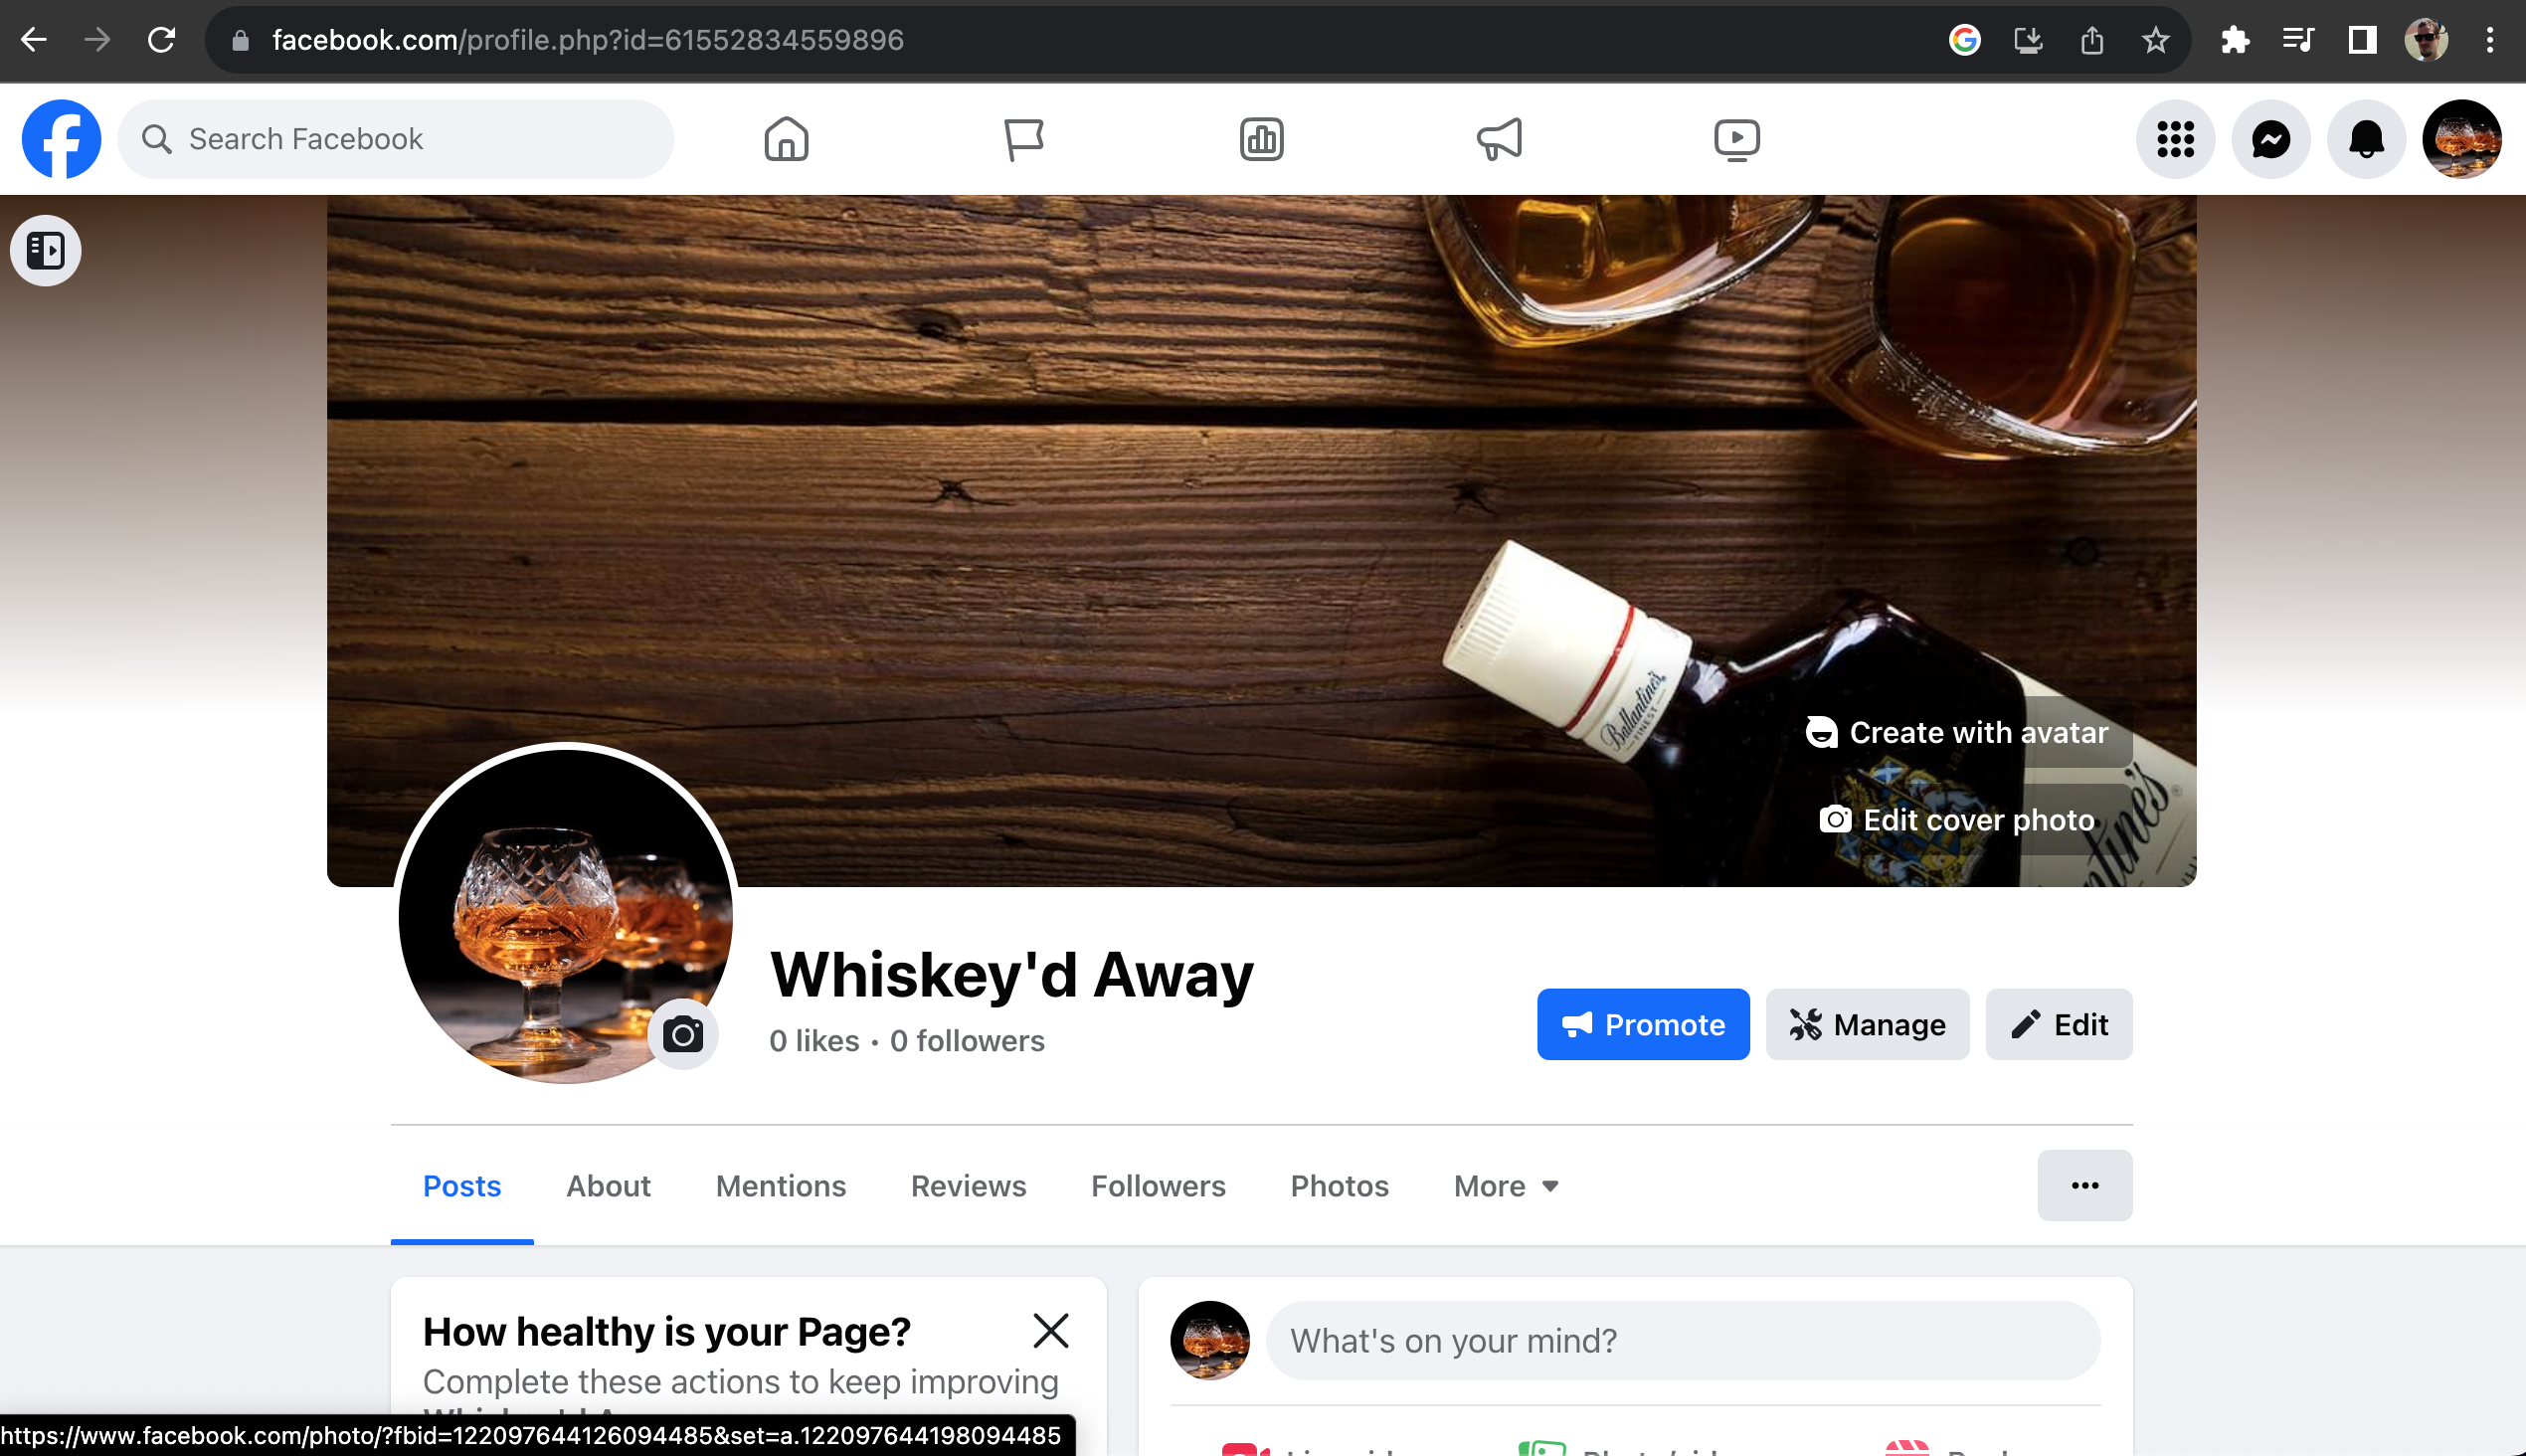 facebook.com/profile.php?id=61552834559896
Search Facebook
Ballantine's
FINEST
Create with avatar
Edit cover photo
Whiskey'd Away
0 likes • 0 followers
Promote
Manage
Edit
Posts
About
Mentions
Reviews
Followers
Photos
More
How healthy is your Page?
Complete these actions to keep improving
What's on your mind?
https://www.facebook.com/photo/?fbid=122097644126094485&set=a.122097644198094485